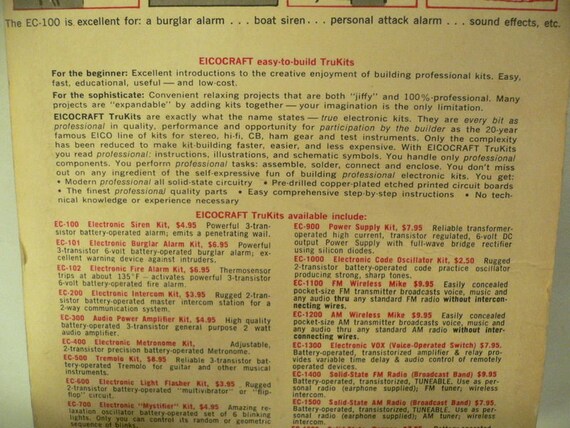 The EC-100 is excellent for: a burglar alarm . . . boat siren . . . personal attack alarm . . . sound effects, etc.
EICOCRAFT easy-to-build TruKits
For the beginner: Excellent introductions to the creative enjoyment of building professional kits. Easy,
fast, educational, useful — and low-cost.
For the sophisticate: Convenient relaxing projects that are both "jiffy" and 100%-professional. Many
projects are "expandable" by adding kits together — your imagination is the only limitation.
EICOCRAFT TruKits are exactly what the name states — true electronic kits. They are every bit as
professional in quality, performance and opportunity for participation by the builder as the 20-year
famous EICO line of kits for stereo, hi-fi, CB, ham gear and test instruments. Only the complexity
has been reduced to make kit-building faster, easier, and less expensive. With EICOCRAFT TruKits
you read professional: instructions, illustrations, and schematic symbols. You handle only professional
components. You perform professional tasks: assemble, solder, connect and enclose. You don't miss
out on any ingredient of the self-expressive fun of building professional electronic kits. You get:
• Modern professional all solid-state circuitry • Pre-drilled copper-plated etched printed circuit boards
• The finest professional quality parts • Easy comprehensive step-by-step instructions • No tech-
nical knowledge or experience necessary
EICOCRAFT TruKits available include:
EC-100 Electronic Siren Kit, $4.95 Powerful 3-tran-
sistor battery-operated alarm; emits a penetrating wail.
EC-101 Electronic Burglar Alarm Kit, $6.95 Powerful
3-transistor 6-volt battery-operated burglar alarm; ex-
cellent warning device against intruders.
EC-102 Electronic Fire Alarm Kit, $6.95 Thermosensor
trips at about 135°F – activates powerful 3-transistor
6-volt battery-operated fire alarm.
EC-200 Electronic Intercom Kit, $3.95 Rugged 2-tran-
sistor battery-operated master intercom station for a
2-way communication system.
EC-300 Audio Power Amplifier Kit, $4.95 High quality
battery-operated 3-transistor general purpose 2 watt
audio amplifier.
EC-400 Electronic Metronome Kit, Adjustable,
2-transistor precision battery-operated Metronome.
EC-500 Tremolo Kit, $8.95 Reliable 3-transistor bat-
tery-operated Tremolo for guitar and other musical
instruments.
EC-600 Electronic Light Flasher Kit, $3.95 Rugged
2-transistor battery-operated "multivibrator" or "flip-
flop" circuit.
EC-700 Electronic "Mystifier" Kit, $4.95 Amazing re-
laxation oscillator battery-operated set of 6 blinking
lights. Only you can control its random or geometric
sequence of blinks.
EC-900 Power Supply Kit, $7.95 Reliable transformer-
operated high current, transistor regulated, 6-volt DC
output Power Supply with full-wave bridge rectifier
using silicon diodes.
EC-1000 Electronic Code Oscillator Kit, $2.50 Rugged
2-transistor battery-operated code practice oscillator
producing strong, sharp tones.
EC-1100 FM Wireless Mike $9.95 Easily concealed
pocket-size FM transmitter broadcasts voice, music and
any audio thru any standard FM radio without intercon-
necting wires.
EC-1200 AM Wireless Mike $9.95 Easily concealed
pocket-size AM transmitter broadcasts voice, music and
any audio thru any standard AM radio without inter-
connecting wires.
EC-1300 Electronic VOX (Voice-Operated Switch) $7.95.
Battery-operated, transistorized amplifier & relay pro-
vides variable time delay & audio control of remotely
operated devices.
EC-1400 Solid-State FM Radio (Broadcast Band) $9.95
Battery-operated, transistorized, TUNEABLE. Use as per-
sonal radio (earphone supplied); FM tuner; wireless
intercom.
EC-1500 Solid-State AM Radio (Broadcast Band) $7.95.
Battery-operated, transistorized, TUNEABLE. Use as per-
sonal radio (earphone supplied); AM tuner; wireless
intercom.